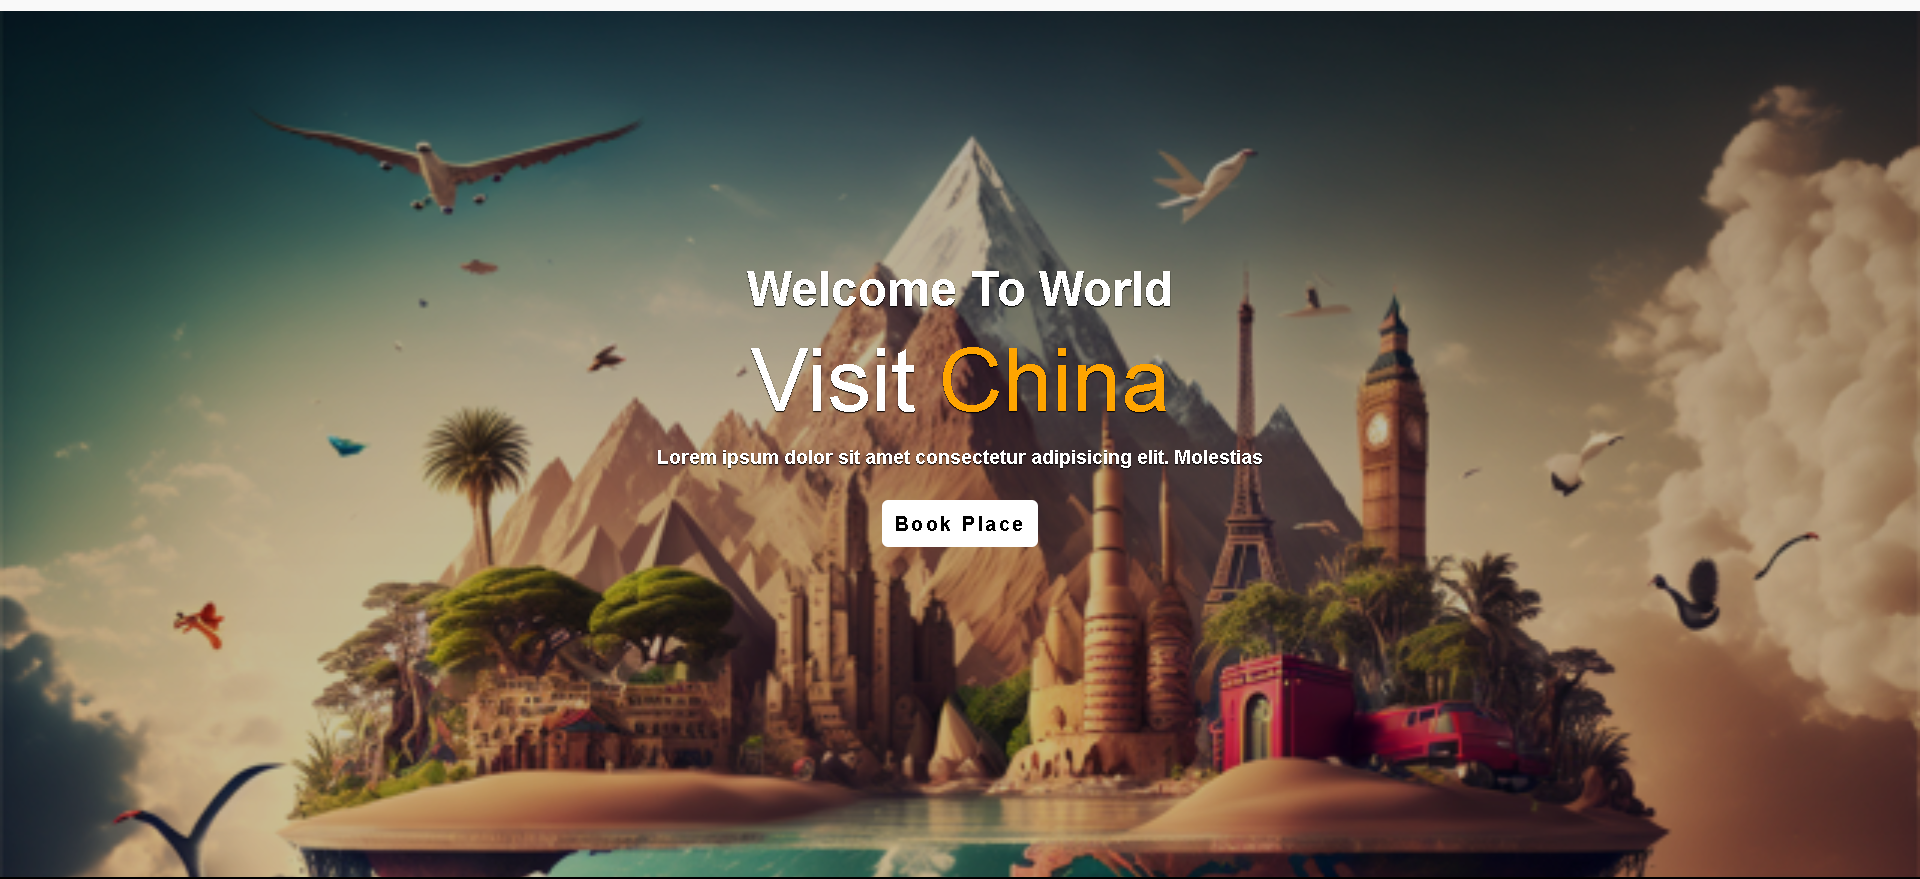 Welcome To World
Visit China
Lorem ipsum dolor sit amet consectetur adipisicing elit. Molestias
Book Place